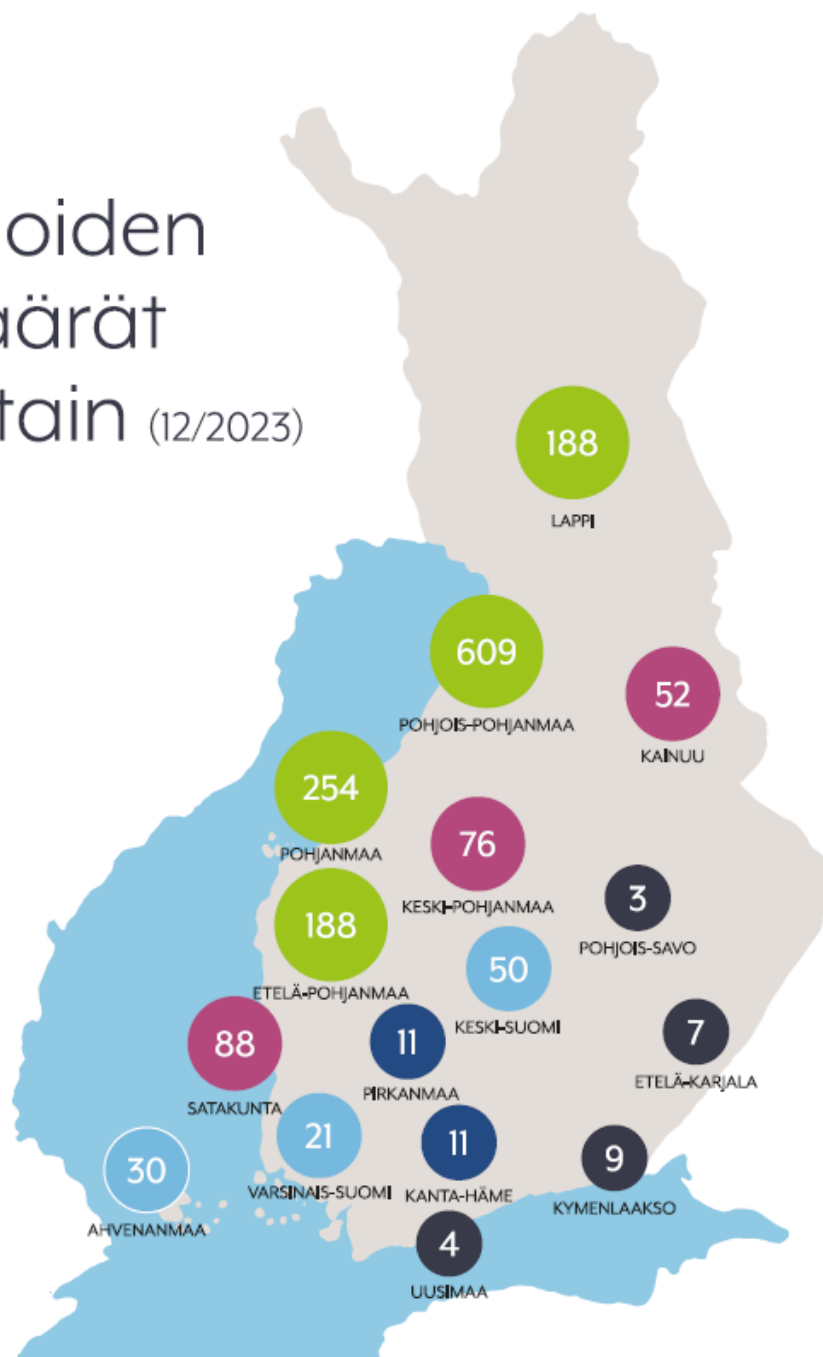 oiden
äärät
tain (12/2023)
188
LAPPI
609
POHJOIS-POHJANMAA
52
KAINUU
254
POHJANMAA
76
KESKI-POHJANMAA
3
POHJOIS-SAVO
188
ETELÄ-POHJANMAA
50
KESKI-SUOMI
88
SATAKUNTA
11
PIRKANMAA
7
ETELÄ-KARJALA
30
AHVENANMAA
21
VARSINAIS-SUOMI
11
KANTA-HÄME
9
KYMENLAAKSO
4
UUSIMAA